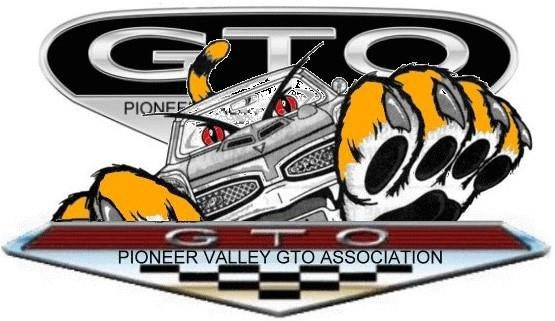 GTO
PIONEER
GTO
PIONEER VALLEY GTO ASSOCIATION